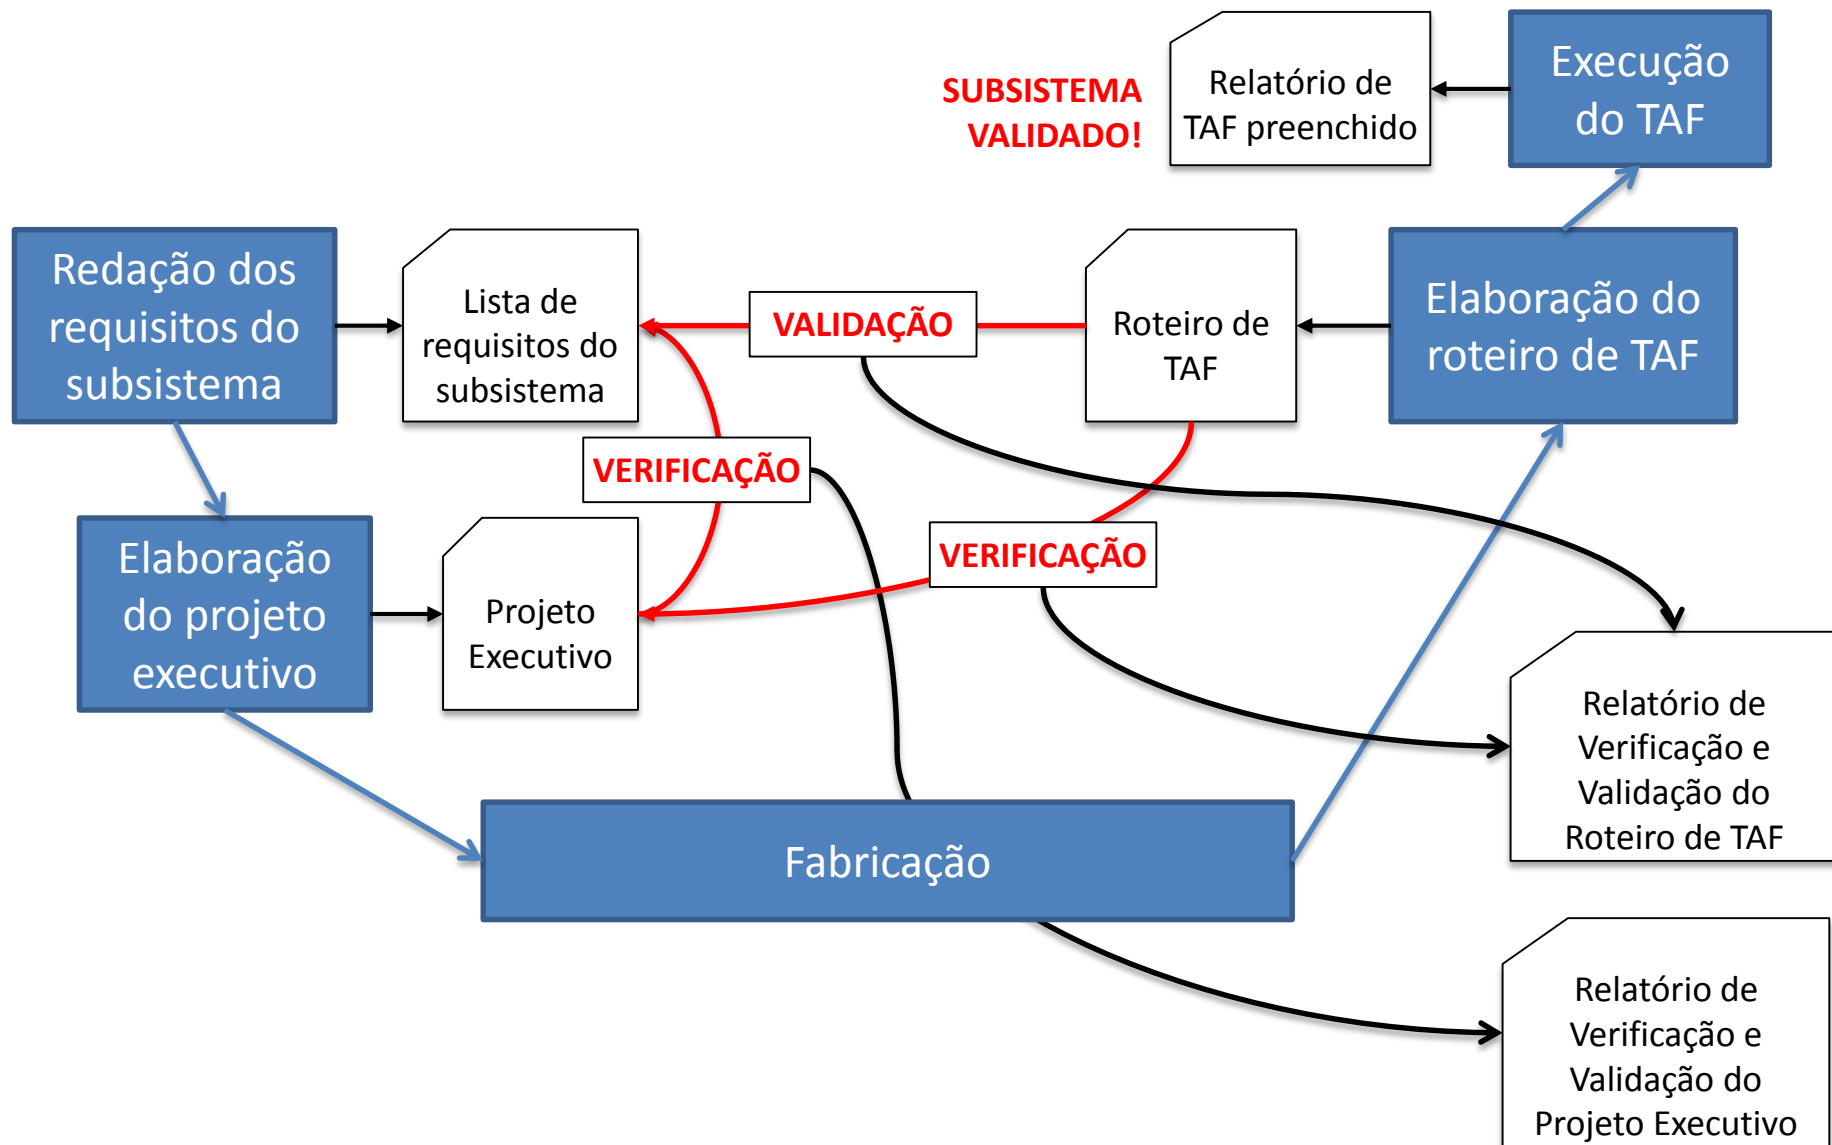 SUBSISTEMA
VALIDADO!
Relatório de
TAF preenchido
Execução
do TAF
Redação dos
requisitos do
subsistema
Lista de
requisitos do
subsistema
VALIDAÇÃO
Roteiro de
TAF
Elaboração do
roteiro de TAF
VERIFICAÇÃO
VERIFICAÇÃO
Elaboração
do projeto
executivo
Projeto
Executivo
Relatório de
Verificação e
Validação do
Roteiro de TAF
Fabricação
Relatório de
Verificação e
Validação do
Projeto Executivo